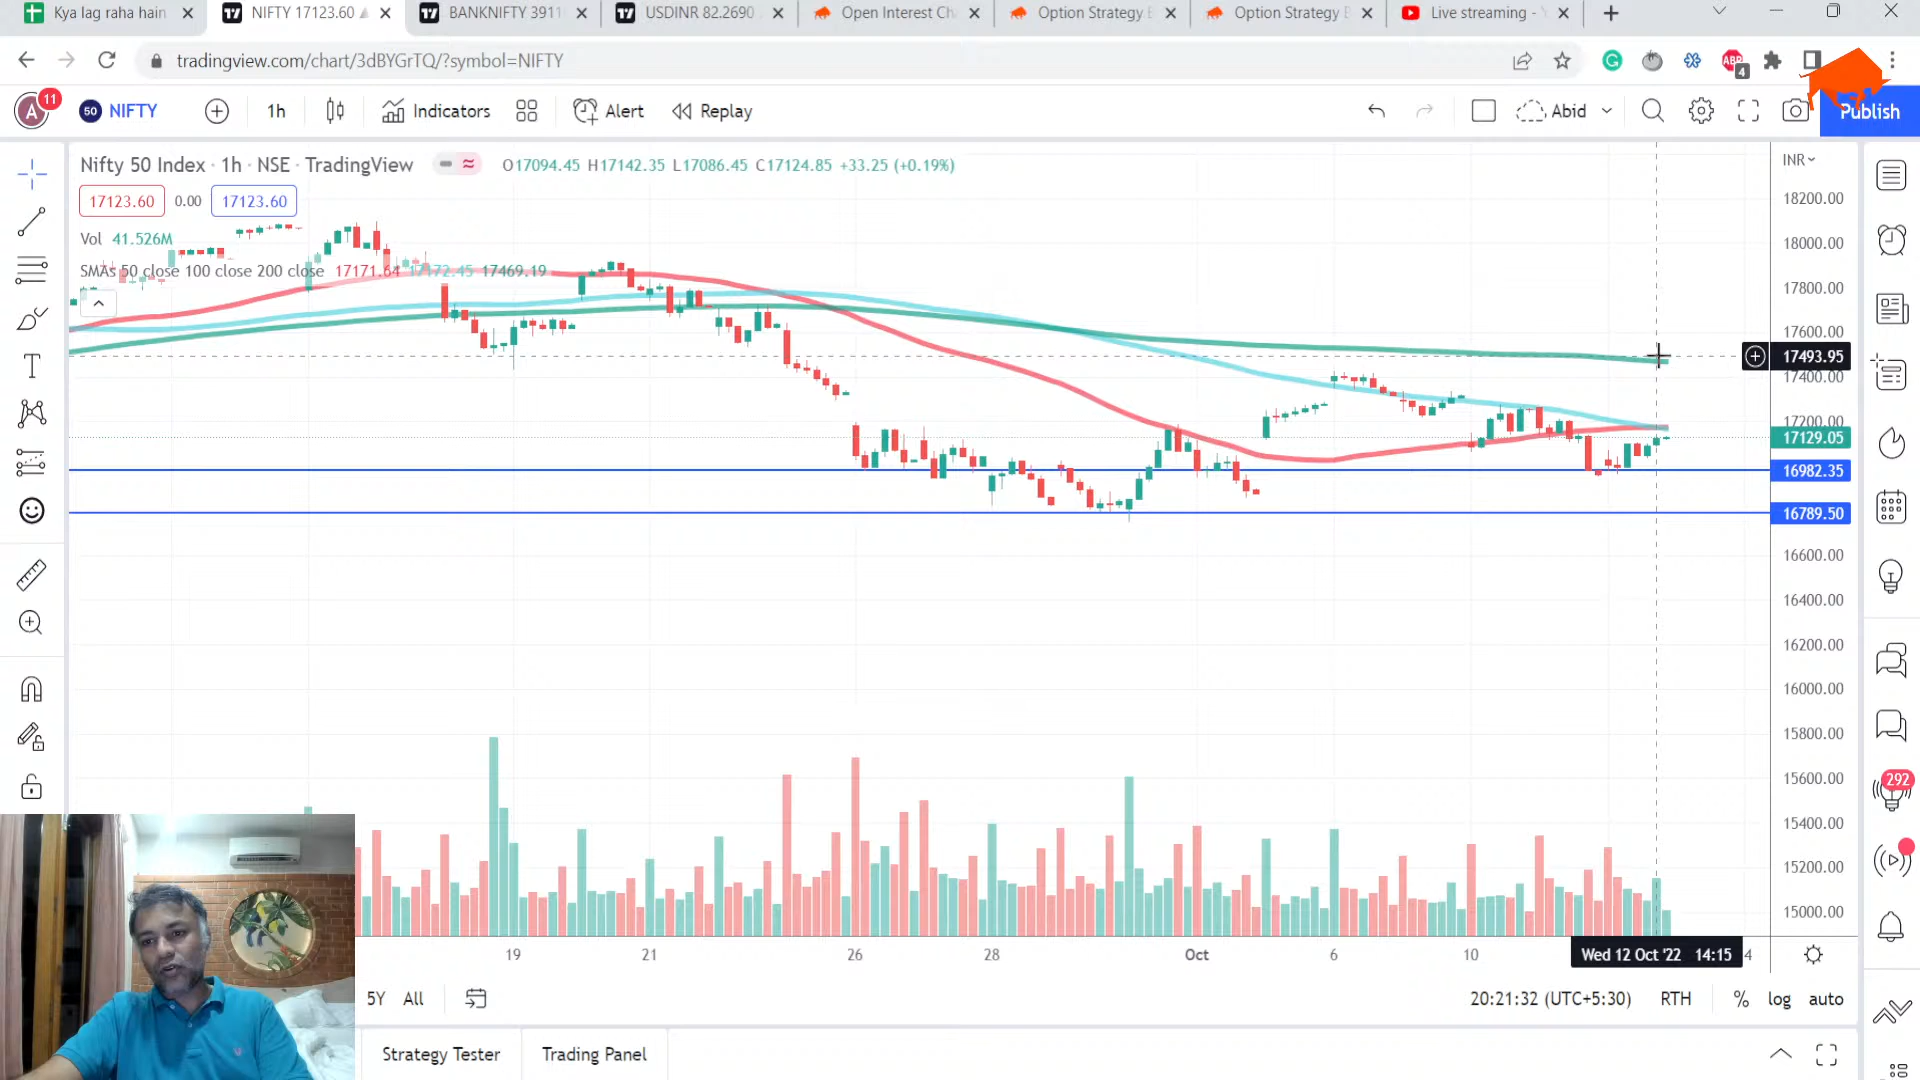 Kya lag raha hain
NIFTY 17123.60
BANKNIFTY 3911
USDINR 82.2690
Open Interest Ch
Option Strategy B
Option Strategy B
Live streaming - Y
tradingview.com/chart/3dBYGrTQ/?symbol=NIFTY
ABP
4
A
11
50
NIFTY
1h
Indicators
Alert
Replay
Abid
Publish
Nifty 50 Index · 1h · NSE · TradingView
O17094.45 H17142.35 L17086.45 C17124.85 +33.25 (+0.19%)
INR
17123.60
0.00
17123.60
Vol 41.526M
SMAs 50 close 100 close 200 close 17171.64 17172.45 17469.19
18200.00
18000.00
17800.00
17600.00
17493.95
17400.00
17200.00
17129.05
16982.35
16789.50
16600.00
16400.00
16200.00
16000.00
15800.00
15600.00
292
15400.00
15200.00
15000.00
19
21
26
28
Oct
6
10
Wed 12 Oct '22 14:15
4
5Y
All
20:21:32 (UTC+5:30)
RTH
%
log
auto
Strategy Tester
Trading Panel